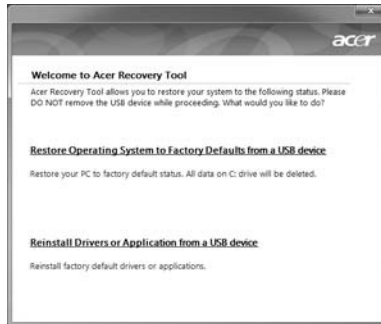 acer
Welcome to Acer Recovery Tool
Acer Recovery Tool allows you to restore your system to the following status. Please
DO NOT remove the USB device while proceeding. What would you like to do?
Restore Operating System to Factory Defaults from a USB device
Restore your PC to factory default status. All data on C: drive will be deleted.
Reinstall Drivers or Application from a USB device
Reinstall factory default drivers or applications.